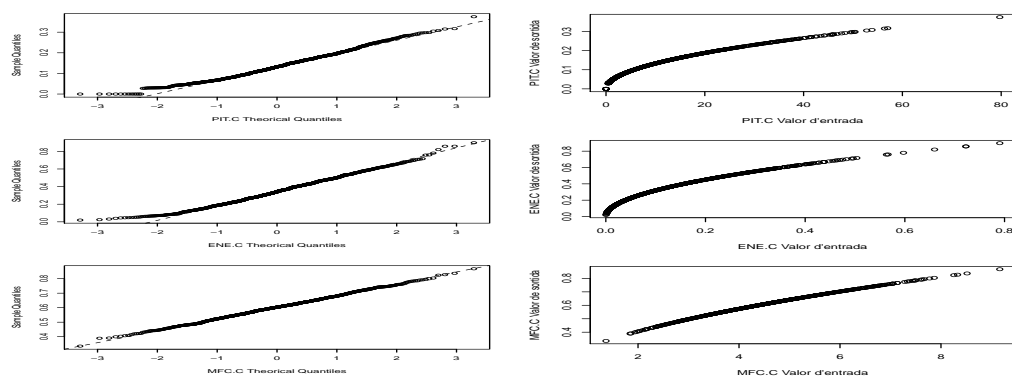 Sample Quantiles
0.0 0.1 0.2 0.3
−3 −2 −1 0 1 2 3
PIT.C Theorical Quantiles
PIT.C Valor de sortida
0.0 0.1 0.2 0.3
0 20 40 60 80
PIT.C Valor d'entrada
Sample Quantiles
0.0 0.2 0.4 0.6 0.8
−3 −2 −1 0 1 2 3
ENE.C Theorical Quantiles
ENE.C Valor de sortida
0.0 0.2 0.4 0.6 0.8
0.0 0.2 0.4 0.6 0.8
ENE.C Valor d'entrada
Sample Quantiles
0.4 0.5 0.6 0.7 0.8
−3 −2 −1 0 1 2 3
MFC.C Theorical Quantiles
MFC.C Valor de sortida
0.4 0.6 0.8
2 4 6 8
MFC.C Valor d'entrada